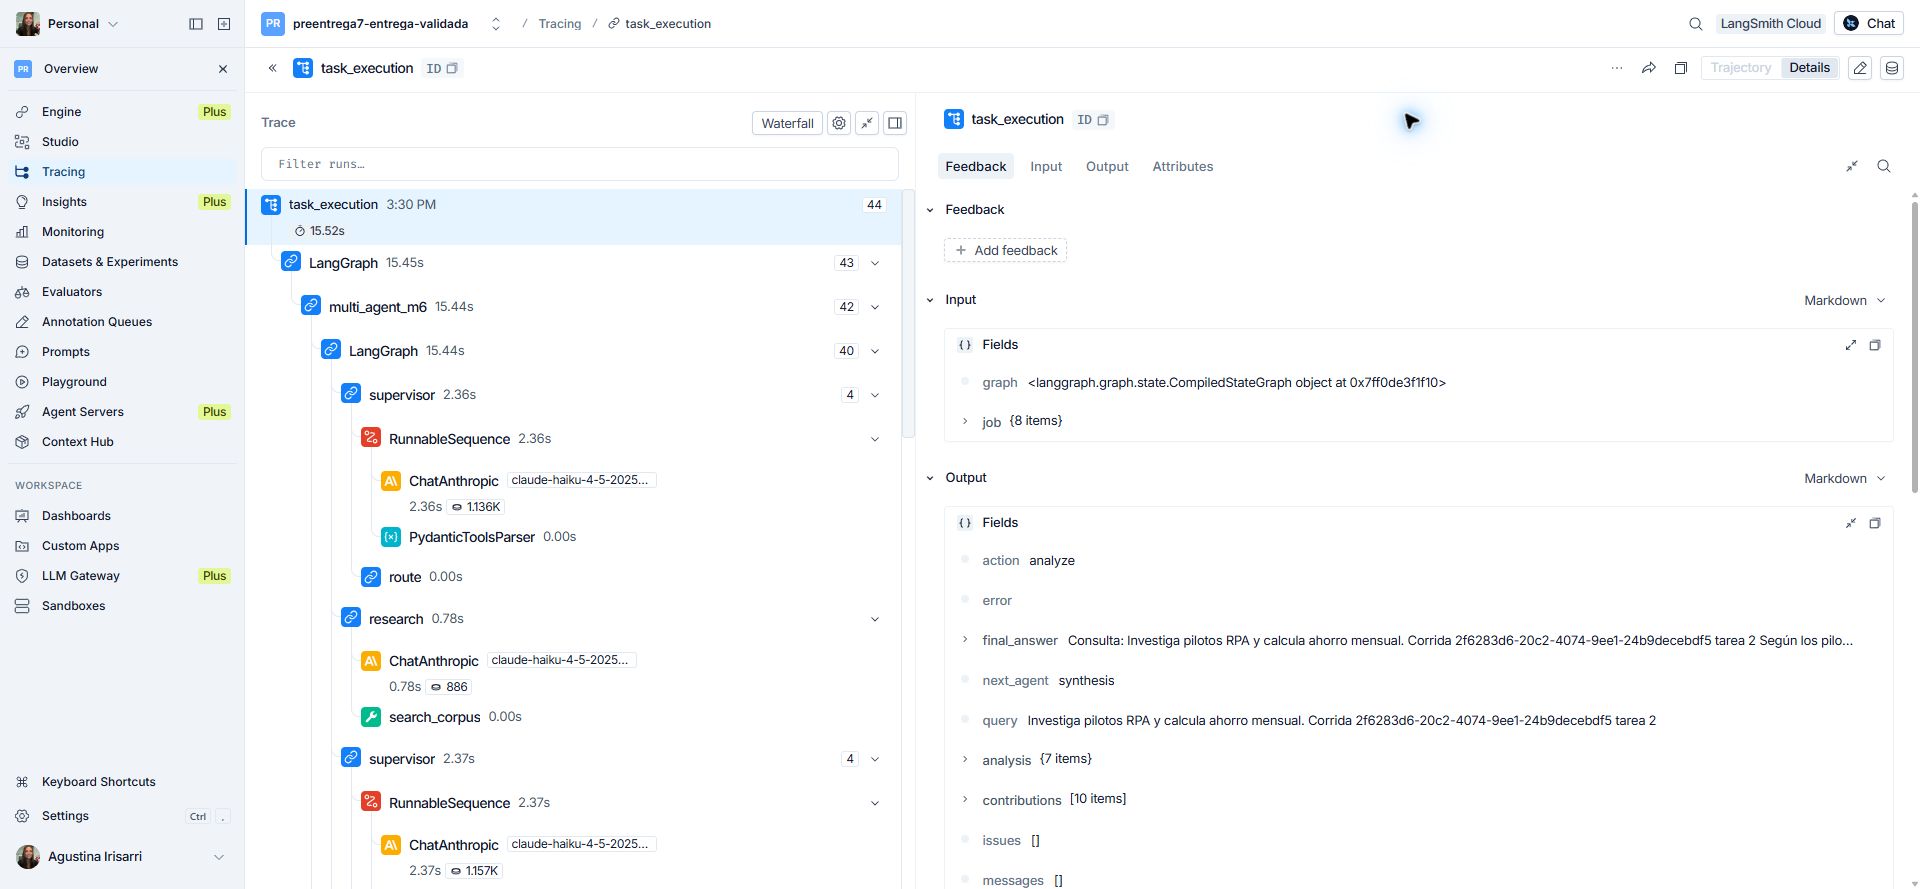 Personal
PR preentrega7-entrega-validada / Tracing / task_execution
LangSmith Cloud
Chat
PR Overview
Engine Plus
Studio
Tracing
Insights Plus
Monitoring
Datasets & Experiments
Evaluators
Annotation Queues
Prompts
Playground
Agent Servers Plus
Context Hub
WORKSPACE
Dashboards
Custom Apps
LLM Gateway Plus
Sandboxes
Keyboard Shortcuts
Settings Ctrl .
Agustina Irisarri
task_execution ID
Trajectory Details
Trace
Waterfall
Filter runs…
task_execution 3:30 PM 44
15.52s
LangGraph 15.45s 43
multi_agent_m6 15.44s 42
LangGraph 15.44s 40
supervisor 2.36s 4
RunnableSequence 2.36s
ChatAnthropic claude-haiku-4-5-2025...
2.36s 1.136K
PydanticToolsParser 0.00s
route 0.00s
research 0.78s
ChatAnthropic claude-haiku-4-5-2025...
0.78s 886
search_corpus 0.00s
supervisor 2.37s 4
RunnableSequence 2.37s
ChatAnthropic claude-haiku-4-5-2025...
2.37s 1.157K
task_execution ID
Feedback Input Output Attributes
Feedback
+ Add feedback
Input Markdown
{} Fields
graph <langgraph.graph.state.CompiledStateGraph object at 0x7ff0de3f1f10>
job {8 items}
Output Markdown
{} Fields
action analyze
error
final_answer Consulta: Investiga pilotos RPA y calcula ahorro mensual. Corrida 2f6283d6-20c2-4074-9ee1-24b9decebdf5 tarea 2 Según los pilo...
next_agent synthesis
query Investiga pilotos RPA y calcula ahorro mensual. Corrida 2f6283d6-20c2-4074-9ee1-24b9decebdf5 tarea 2
analysis {7 items}
contributions [10 items]
issues []
messages []